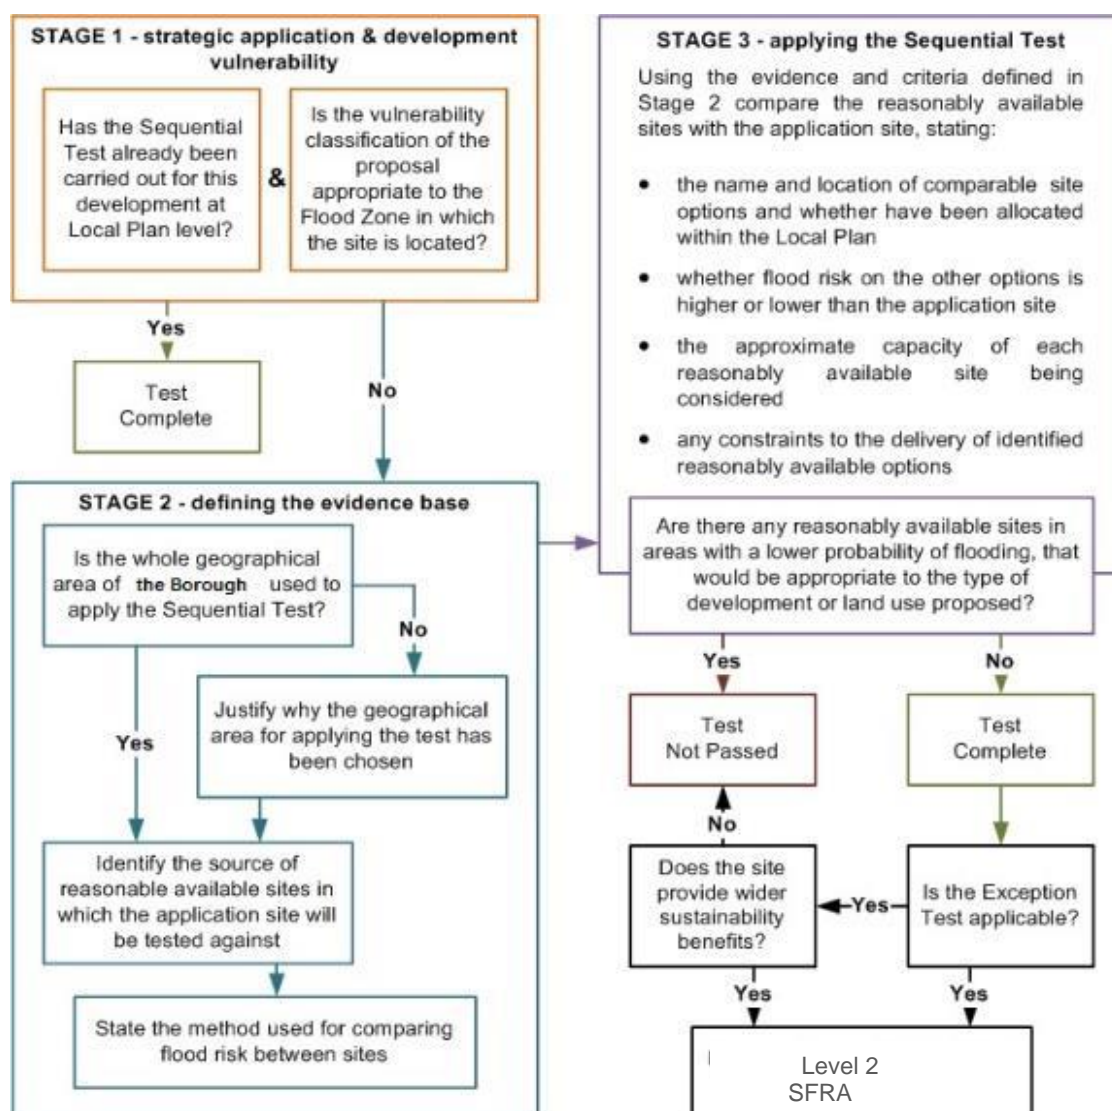 STAGE 1 - strategic application & development
vulnerability
Has the Sequential
Test already been
carried out for this
development at
Local Plan level?
&
Is the vulnerability
classification of the
proposal
appropriate to the
Flood Zone in which
the site is located?
Yes
Test
Complete
No
STAGE 2 - defining the evidence base
Is the whole geographical
area of the Borough used to
apply the Sequential Test?
No
Yes
Justify why the geographical
area for applying the test has
been chosen
Identify the source of
reasonable available sites in
which the application site will
be tested against
State the method used for comparing
flood risk between sites
STAGE 3 - applying the Sequential Test
Using the evidence and criteria defined in
Stage 2 compare the reasonably available
sites with the application site, stating:
• the name and location of comparable site
options and whether have been allocated
within the Local Plan
• whether flood risk on the other options is
higher or lower than the application site
• the approximate capacity of each
reasonably available site being
considered
• any constraints to the delivery of identified
reasonably available options
Are there any reasonably available sites in
areas with a lower probability of flooding, that
would be appropriate to the type of
development or land use proposed?
Yes
No
Test
Not Passed
Test
Complete
No
Does the site
provide wider
sustainability
benefits?
Yes
Is the Exception
Test applicable?
Yes
Yes
Level 2
SFRA